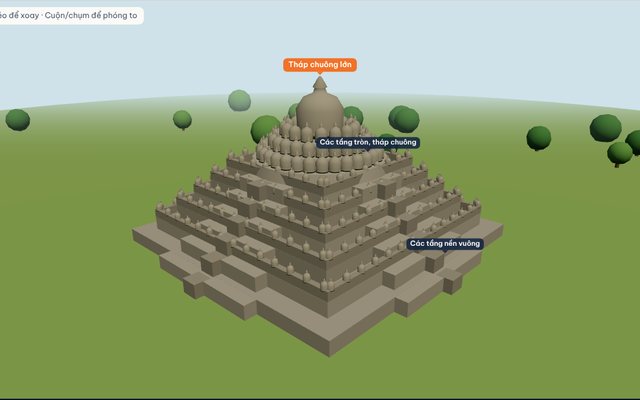 để xoay · Cuộn/chụm để phóng to
Tháp chuông lớn
Các tầng tròn, tháp chuông
Các tầng nền vuông